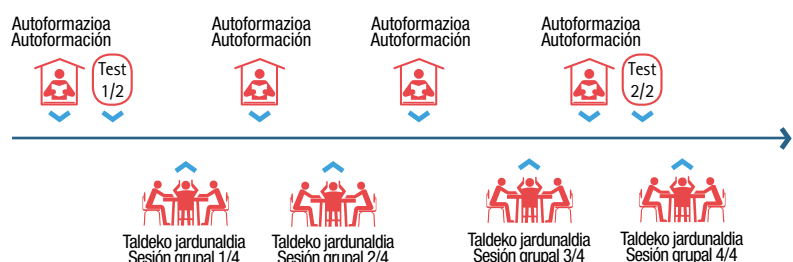 Autoformazioa
Autoformación
Autoformazioa
Autoformación
Autoformazioa
Autoformación
Autoformazioa
Autoformación
Test
1/2
Test
2/2
Taldeko jardunaldia
Sesión grupal 1/4
Taldeko jardunaldia
Sesión grupal 2/4
Taldeko jardunaldia
Sesión grupal 3/4
Taldeko jardunaldia
Sesión grupal 4/4